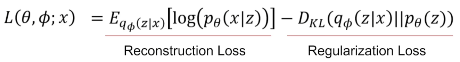 L(θ, ϕ; x) = E_{q_ϕ(z|x)}[log(p_θ(x|z))] − D_{KL}(q_ϕ(z|x)||p_θ(z))
Reconstruction Loss Regularization Loss